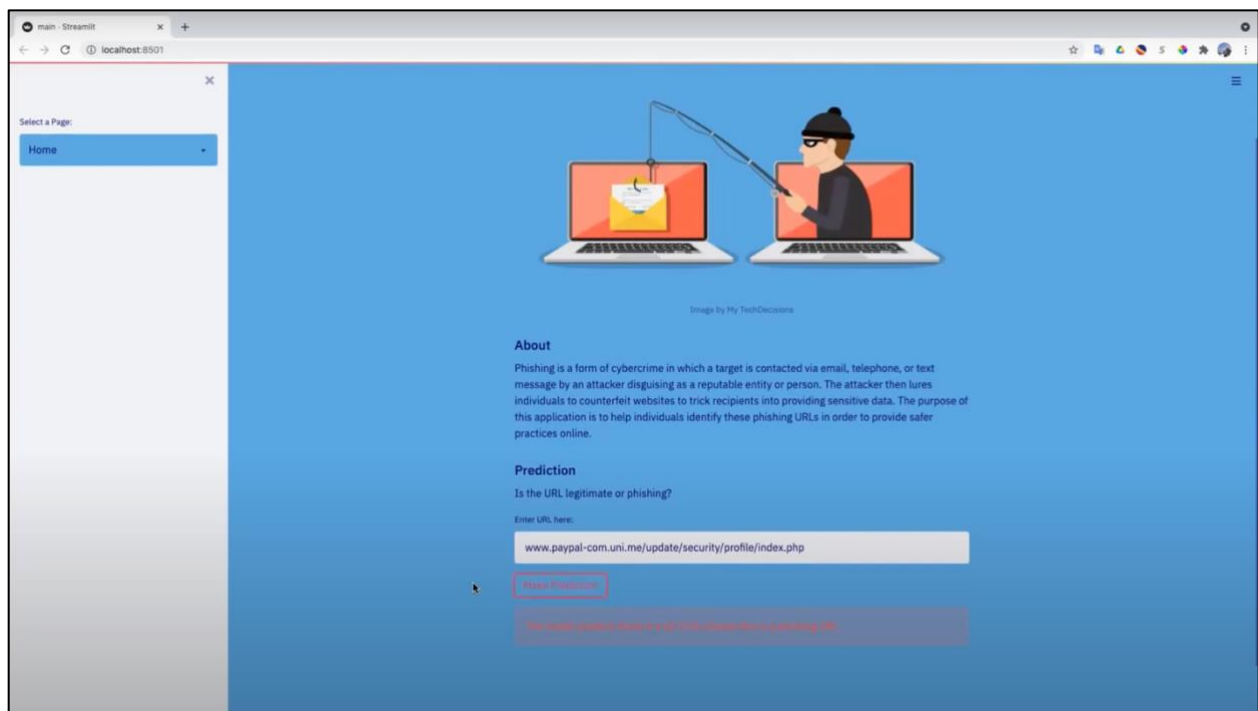 main · Streamlit
localhost:8501
Select a Page:
Home
Image by My TechDecisions
About
Phishing is a form of cybercrime in which a target is contacted via email, telephone, or text
message by an attacker disguising as a reputable entity or person. The attacker then lures
individuals to counterfeit websites to trick recipients into providing sensitive data. The purpose of
this application is to help individuals identify these phishing URLs in order to provide safer
practices online.
Prediction
Is the URL legitimate or phishing?
Enter URL here:
www.paypal-com.uni.me/update/security/profile/index.php
Make Prediction